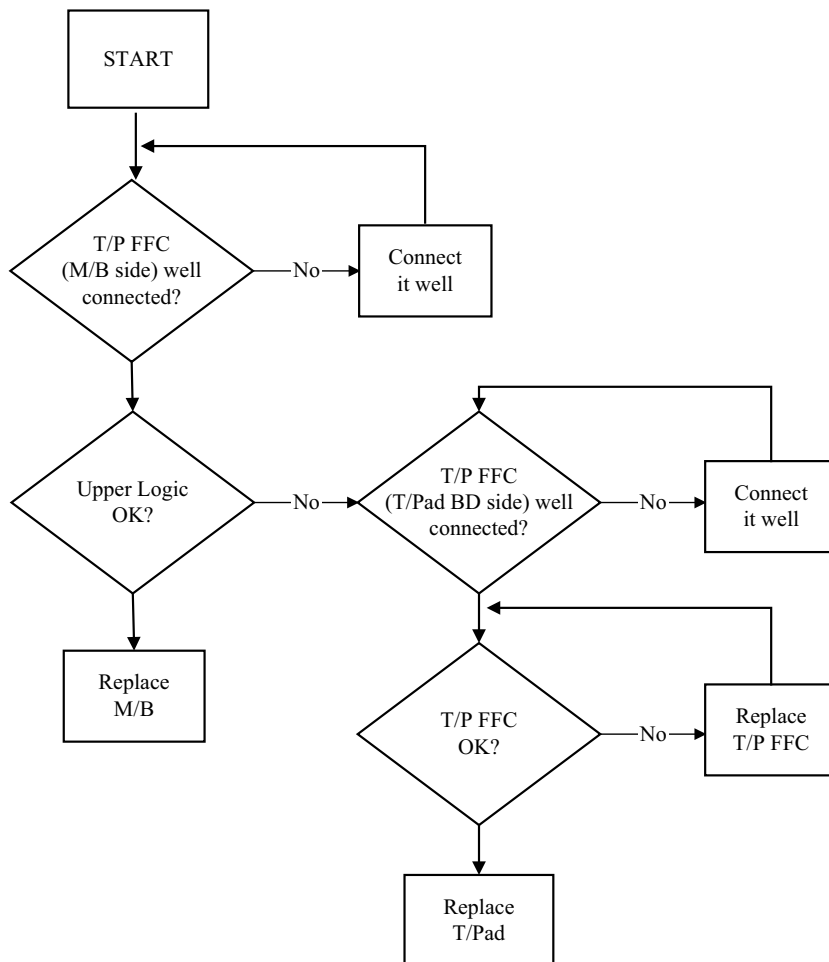 START
T/P FFC
(M/B side) well
connected?
No
Connect
it well
Upper Logic
OK?
No
T/P FFC
(T/Pad BD side) well
connected?
No
Connect
it well
Replace
M/B
T/P FFC
OK?
No
Replace
T/P FFC
Replace
T/Pad